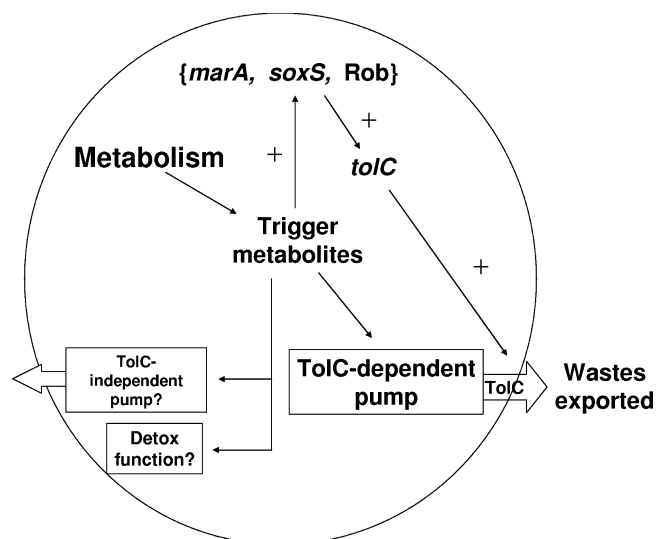 {marA, soxS, Rob}
+
Metabolism
+
tolC
Trigger
metabolites
+
TolC-
independent
pump?
TolC-dependent
pump
TolC
Wastes
exported
Detox
function?